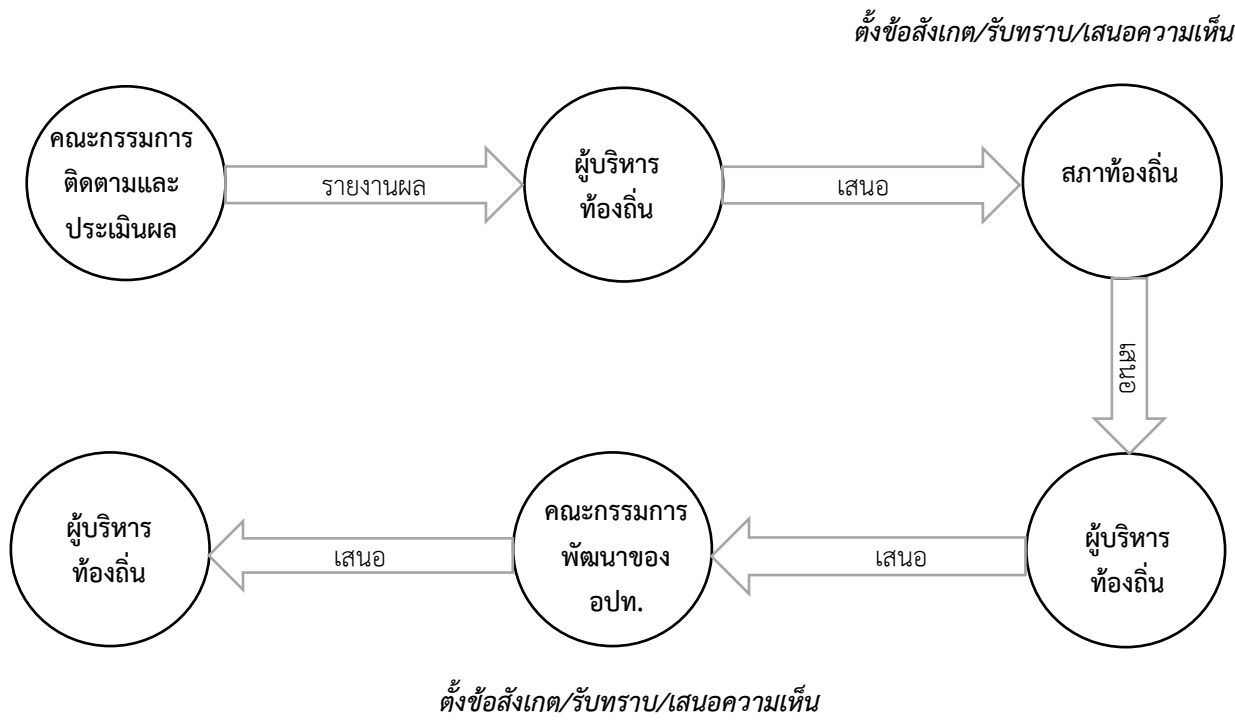 ตั้งข้อสังเกต/รับทราบ/เสนอความเห็น
คณะกรรมการ
ติดตามและ
ประเมินผล
รายงานผล
ผู้บริหาร
ท้องถิ่น
เสนอ
สภาท้องถิ่น
เสนอ
ผู้บริหาร
ท้องถิ่น
เสนอ
คณะกรรมการ
พัฒนาของ
อปท.
เสนอ
ผู้บริหาร
ท้องถิ่น
ตั้งข้อสังเกต/รับทราบ/เสนอความเห็น